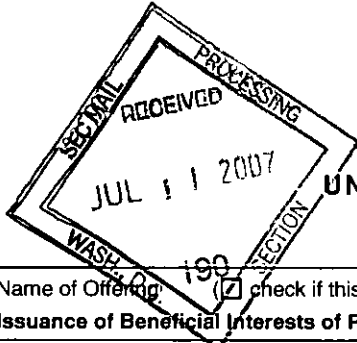 SEC MAIL
PROCESSING
RECEIVED
JUL 11 2007
WASH., D.C.
190
SECTION
UN
Name of Offering (☑ check if this
Issuance of Beneficial Interests of F